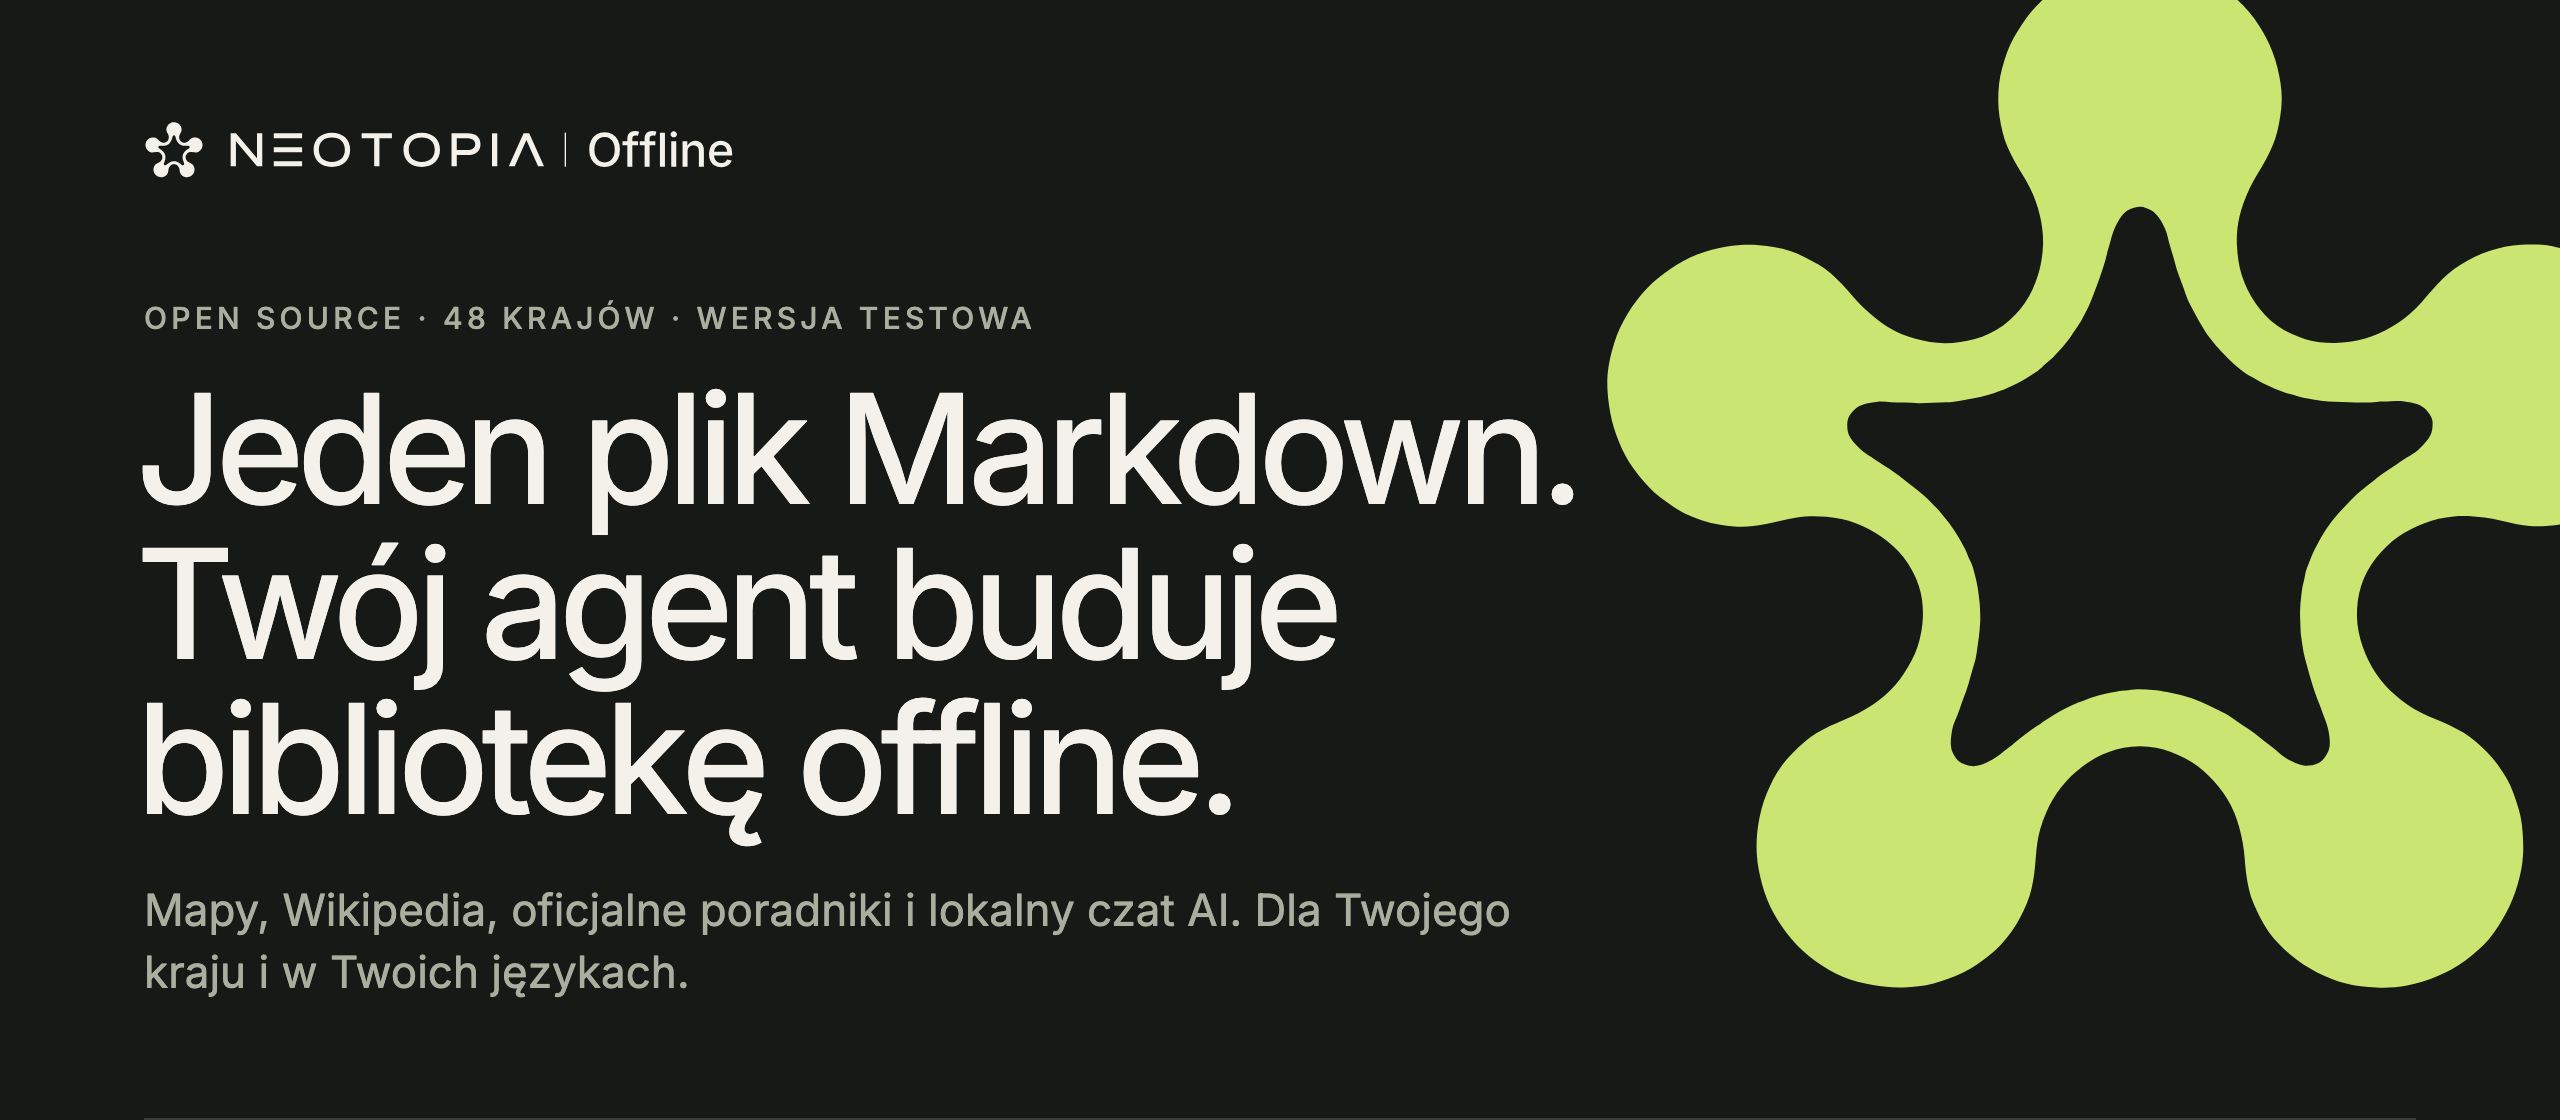 NEOTOPIA | Offline
OPEN SOURCE · 48 KRAJÓW · WERSJA TESTOWA
Jeden plik Markdown.
Twój agent buduje
bibliotekę offline.
Mapy, Wikipedia, oficjalne poradniki i lokalny czat AI. Dla Twojego
kraju i w Twoich językach.